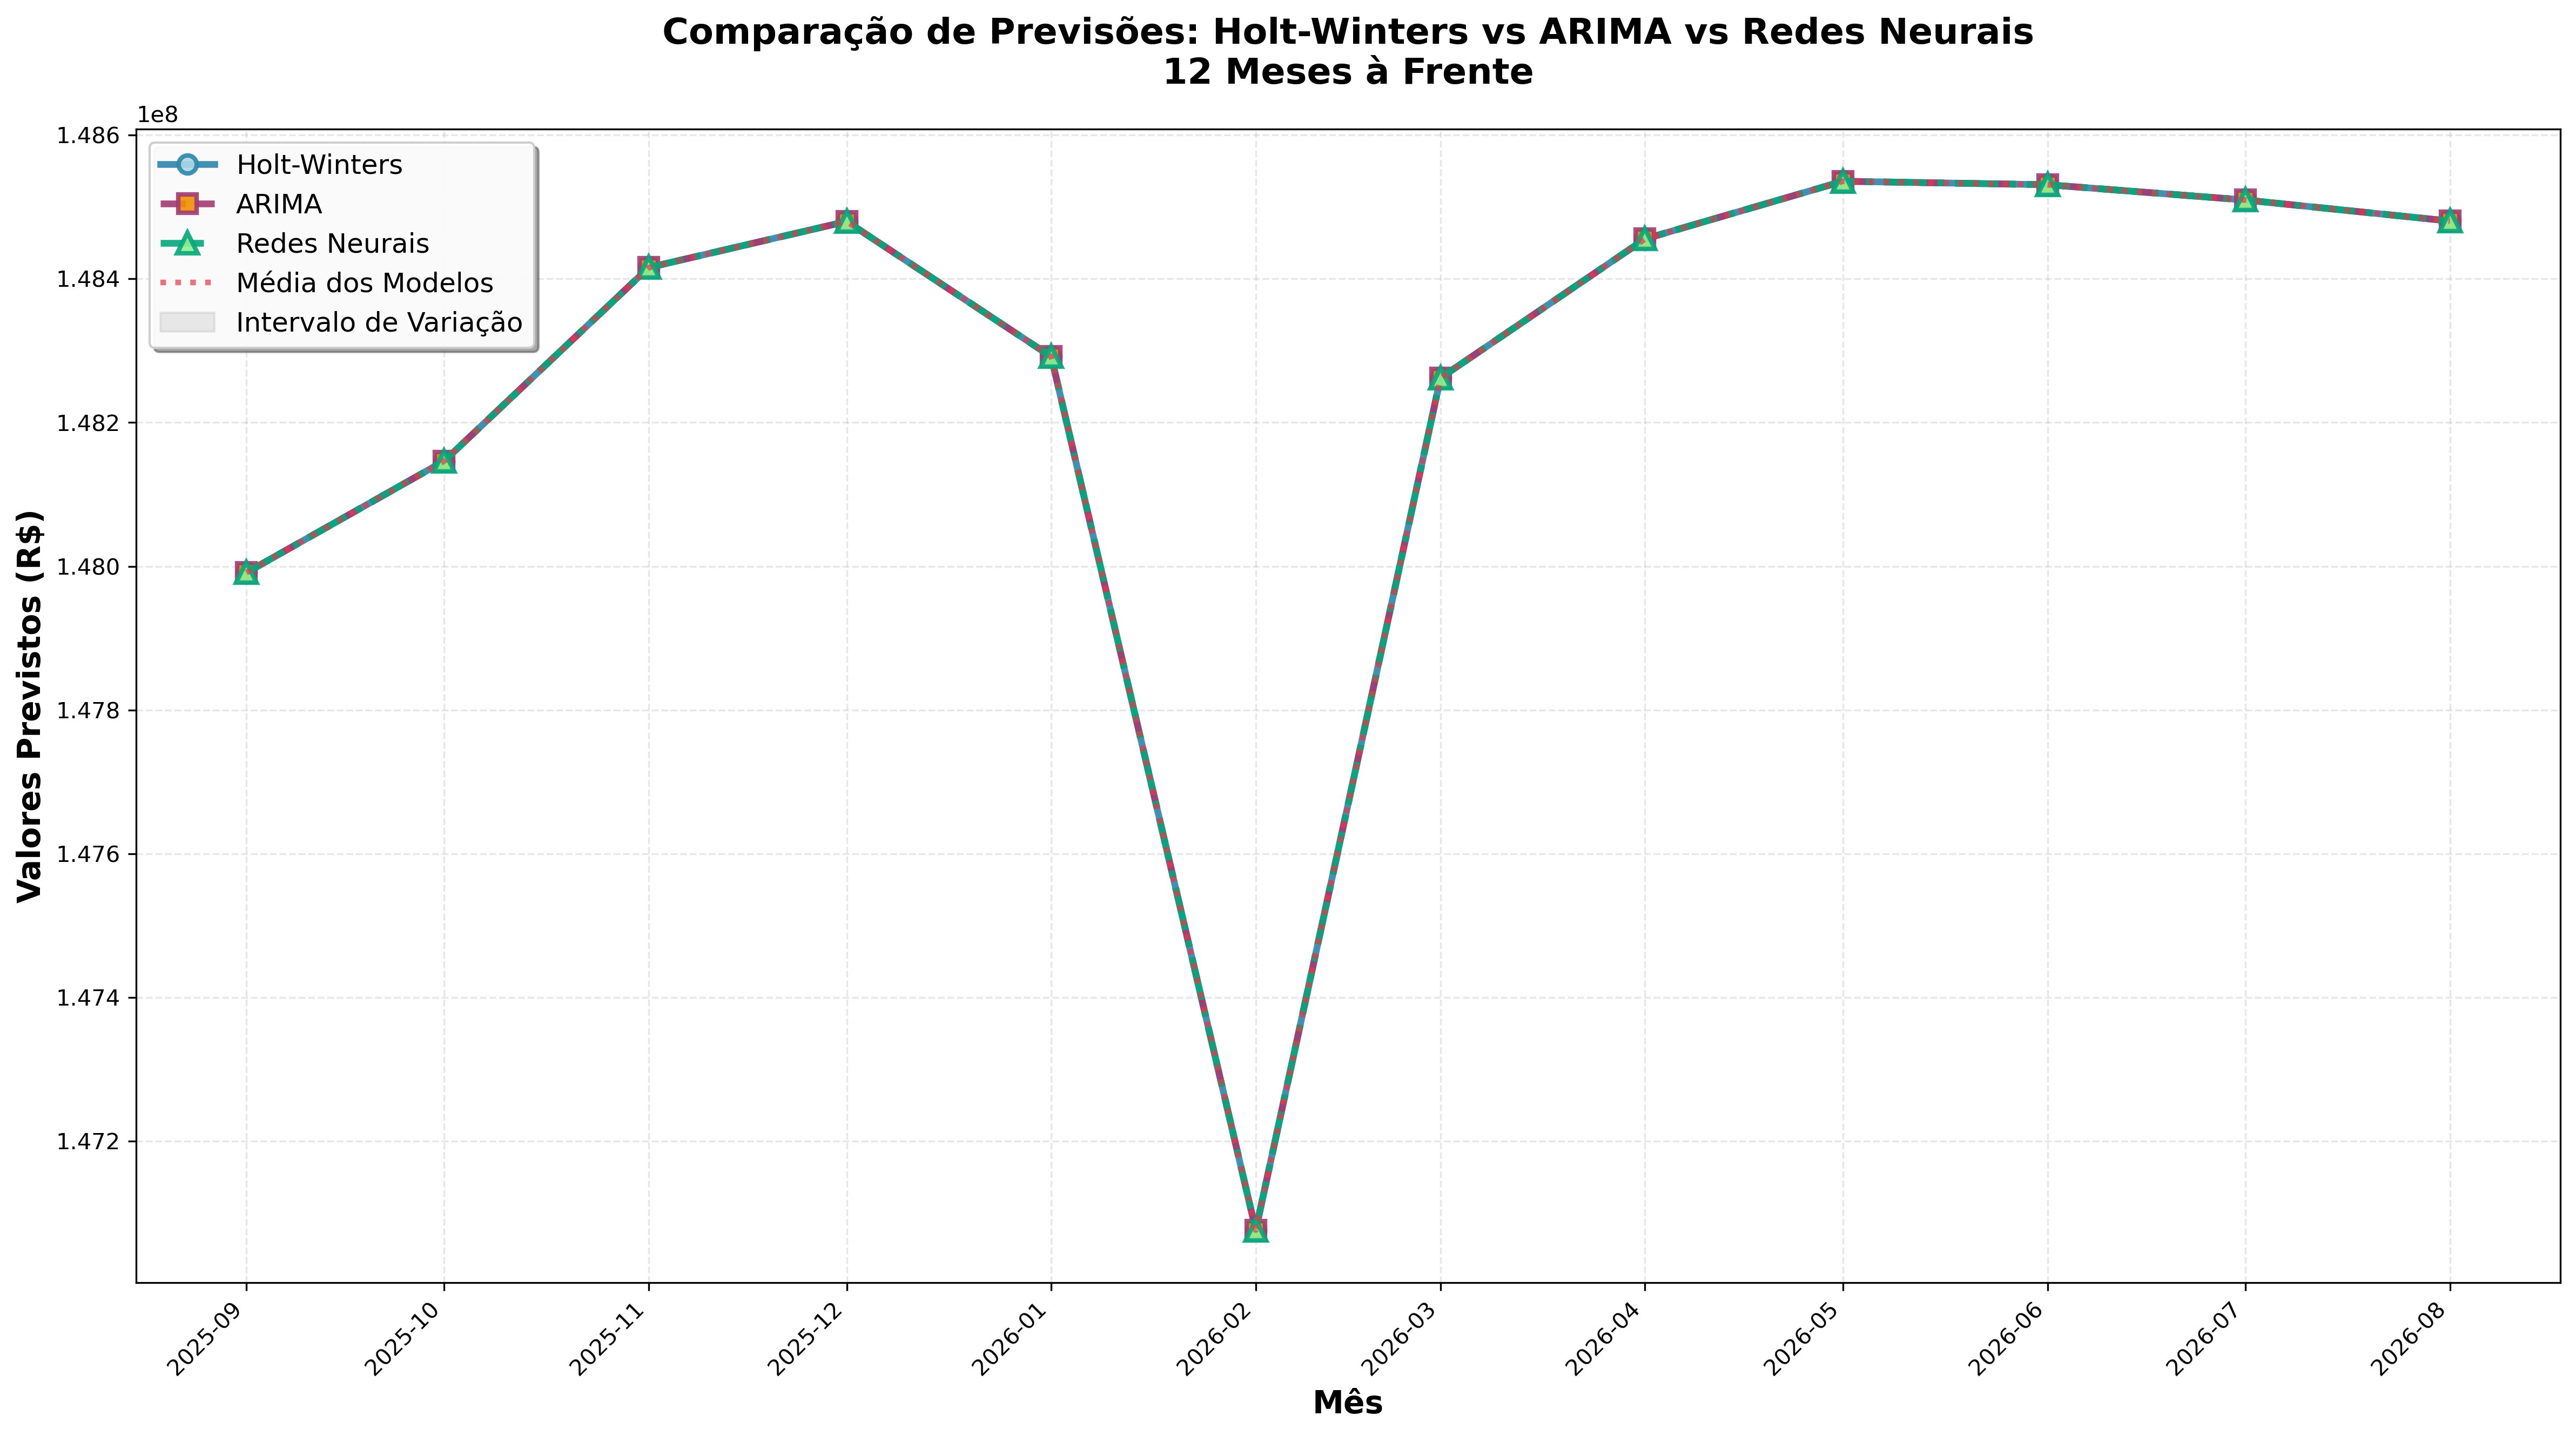 Comparação de Previsões: Holt-Winters vs ARIMA vs Redes Neurais
12 Meses à Frente
1e8
1.486
1.484
1.482
1.480
1.478
1.476
1.474
1.472
Valores Previstos (R$)
Holt-Winters
ARIMA
Redes Neurais
Média dos Modelos
Intervalo de Variação
2025-09
2025-10
2025-11
2025-12
2026-01
2026-02
2026-03
2026-04
2026-05
2026-06
2026-07
2026-08
Mês